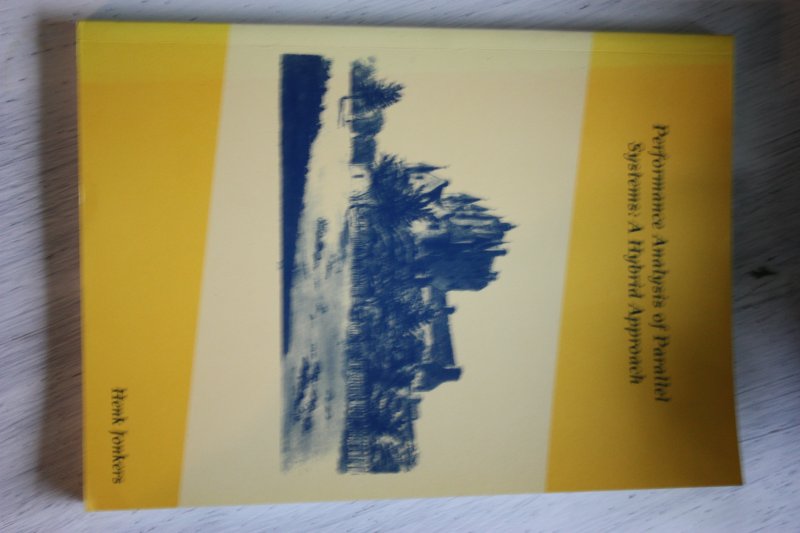 Performance Analysis of Parallel
Systems: A Hybrid Approach
Henk Jonkers